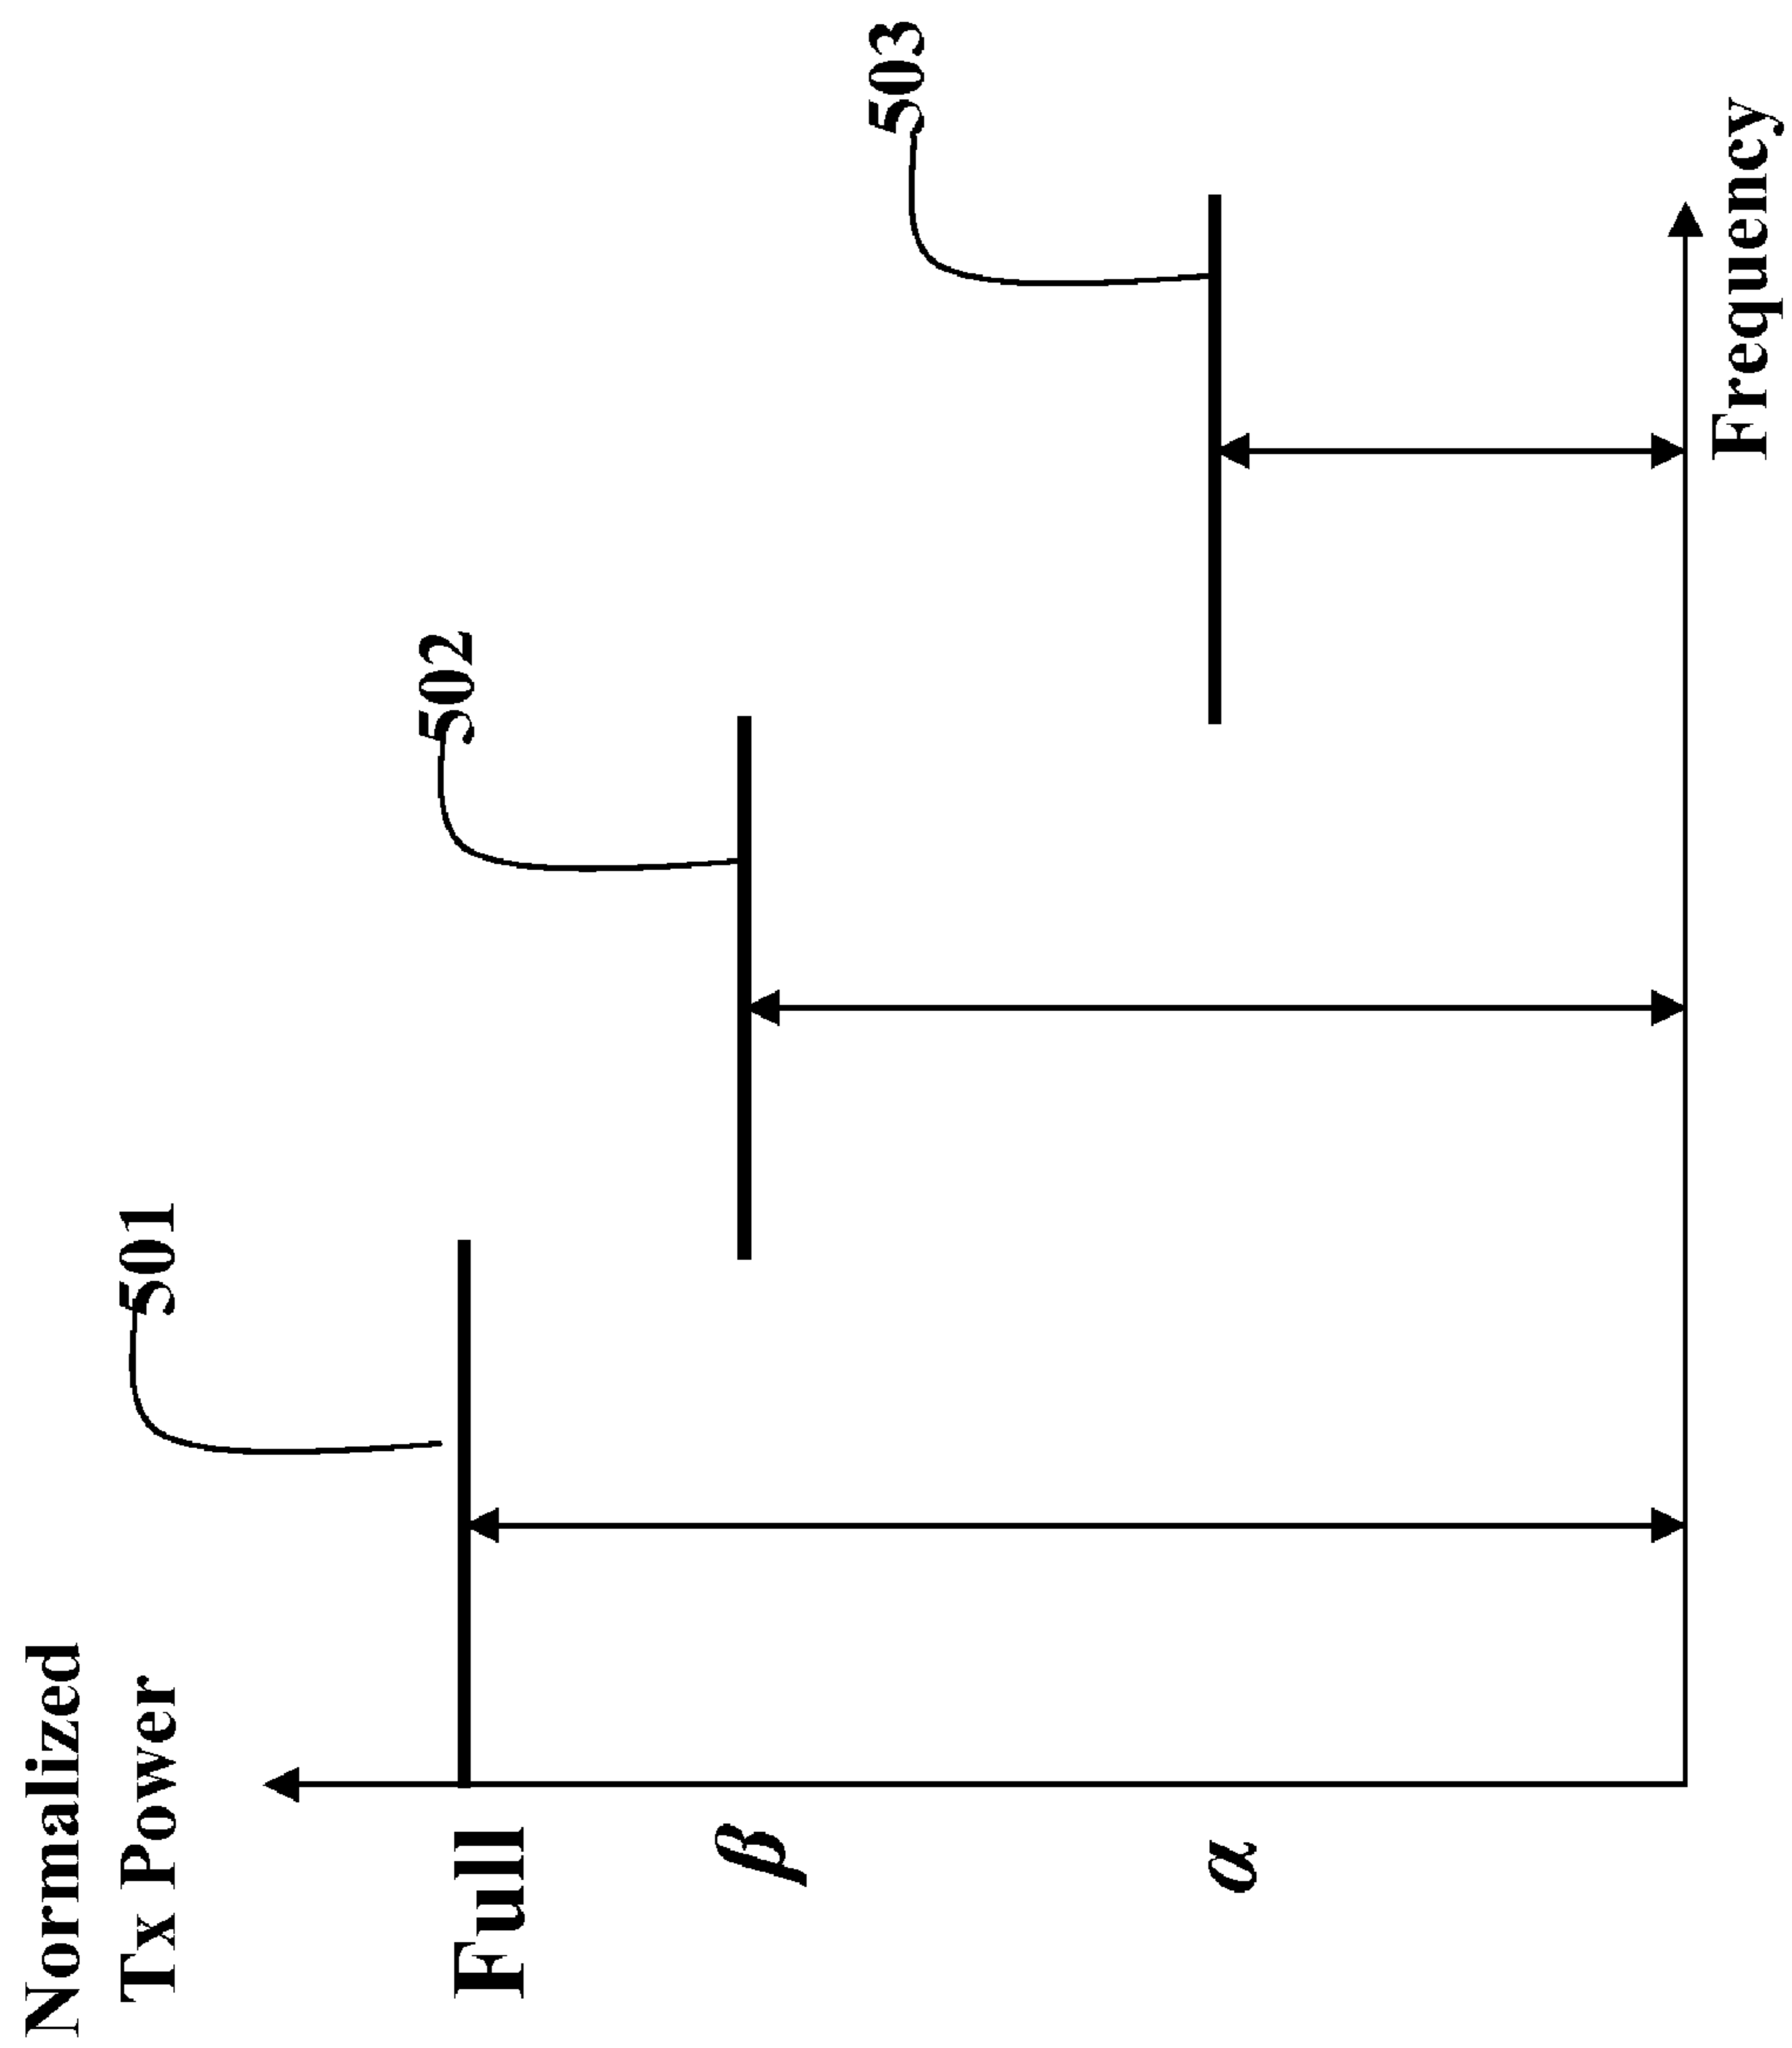 Normalized
Tx Power
501
Full
502
β
503
α
Frequency